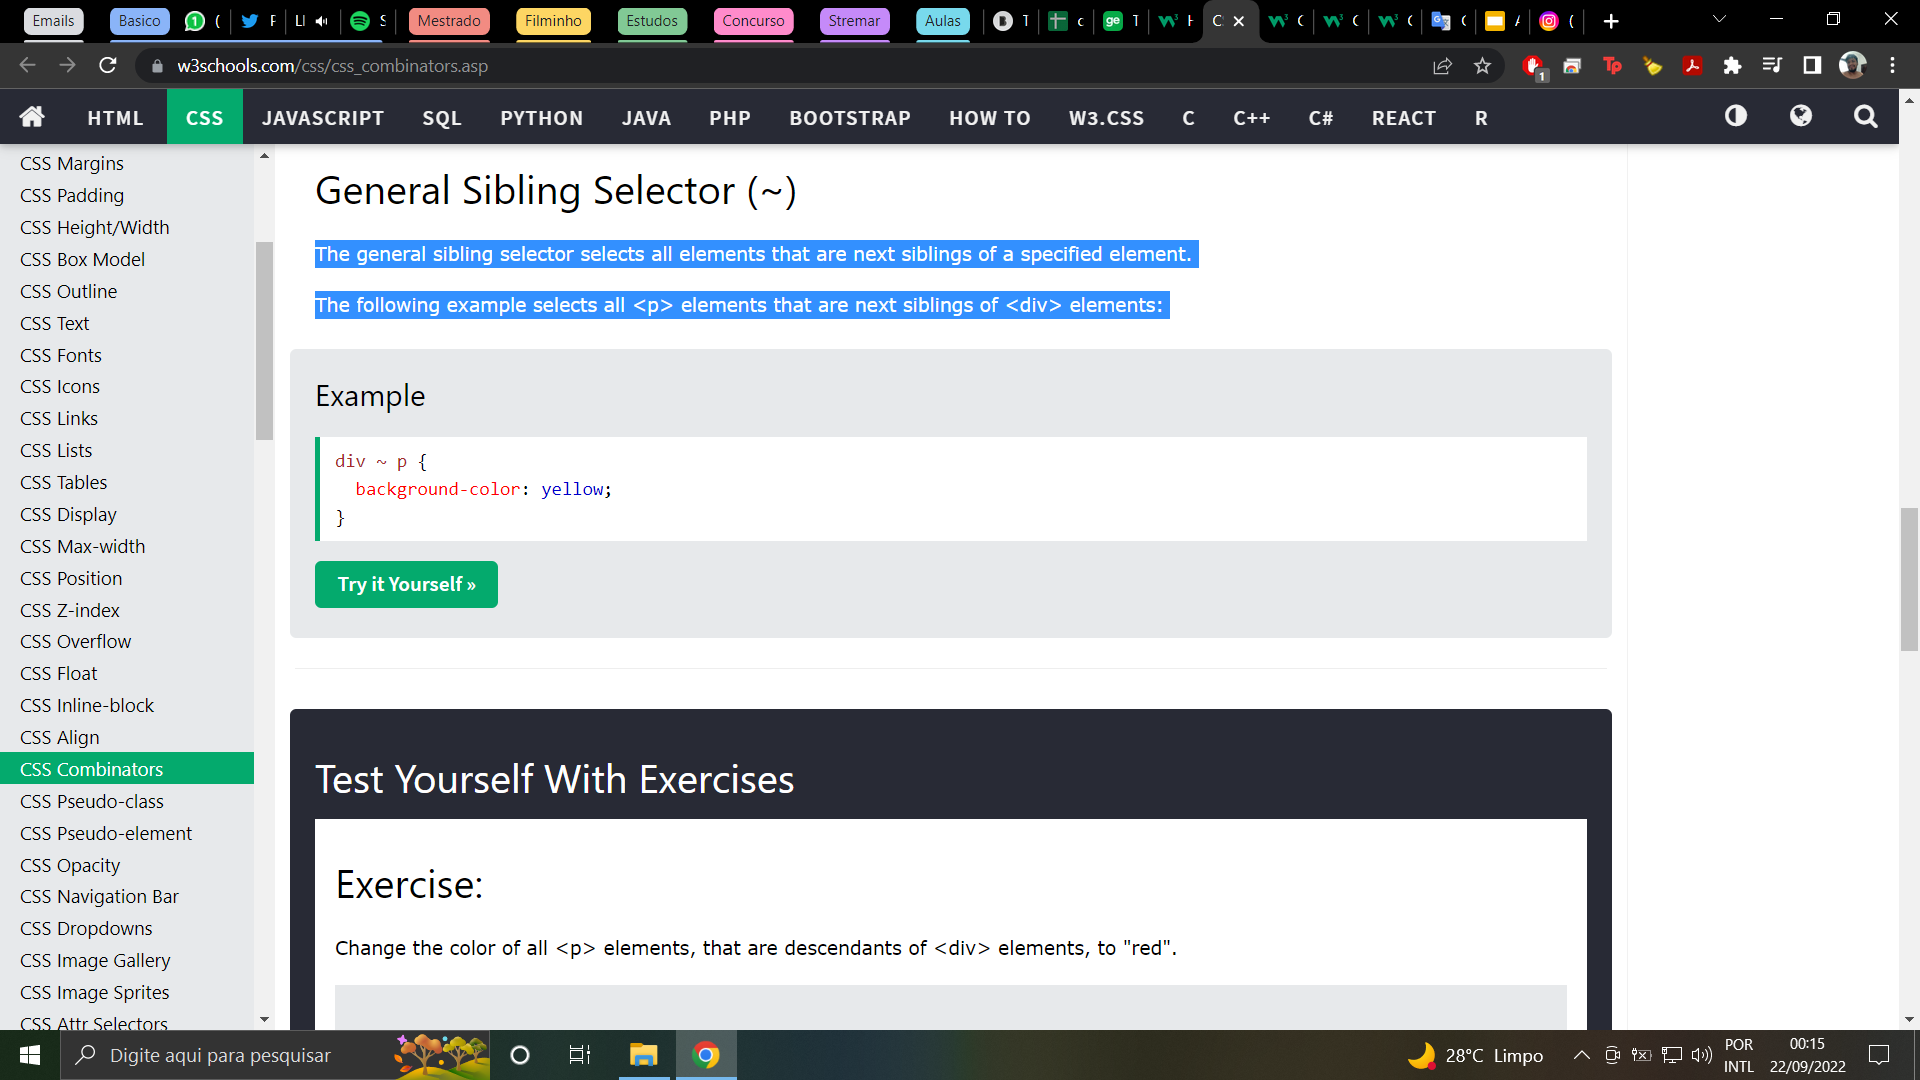 Emails
Basico
Mestrado
Filminho
Estudos
Concurso
Stremar
Aulas
w3schools.com/css/css_combinators.asp
HTML
CSS
JAVASCRIPT
SQL
PYTHON
JAVA
PHP
BOOTSTRAP
HOW TO
W3.CSS
C
C++
C#
REACT
R
CSS Margins
CSS Padding
CSS Height/Width
CSS Box Model
CSS Outline
CSS Text
CSS Fonts
CSS Icons
CSS Links
CSS Lists
CSS Tables
CSS Display
CSS Max-width
CSS Position
CSS Z-index
CSS Overflow
CSS Float
CSS Inline-block
CSS Align
CSS Combinators
CSS Pseudo-class
CSS Pseudo-element
CSS Opacity
CSS Navigation Bar
CSS Dropdowns
CSS Image Gallery
CSS Image Sprites
CSS Attr Selectors
General Sibling Selector (~)
The general sibling selector selects all elements that are next siblings of a specified element.
The following example selects all <p> elements that are next siblings of <div> elements:
Example
div ~ p {
background-color: yellow;
}
Try it Yourself »
Test Yourself With Exercises
Exercise:
Change the color of all <p> elements, that are descendants of <div> elements, to "red".
Digite aqui para pesquisar
28°C Limpo
POR
INTL
00:15
22/09/2022